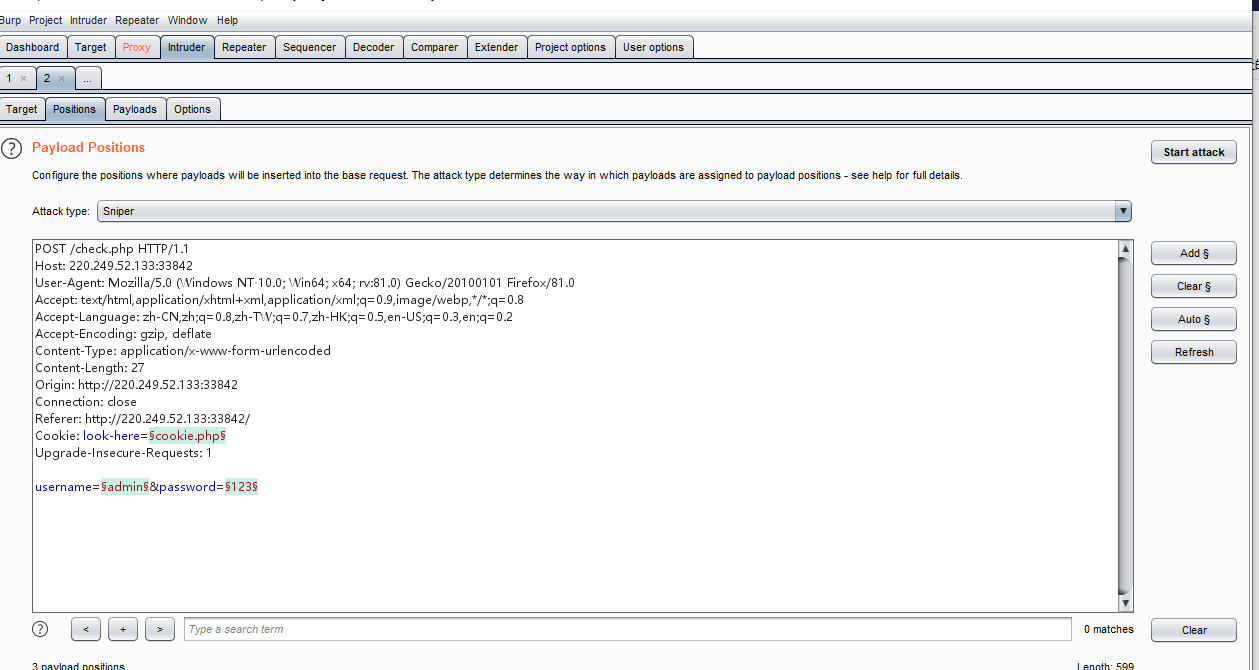 Burp Project Intruder Repeater Window Help
Dashboard Target Proxy Intruder Repeater Sequencer Decoder Comparer Extender Project options User options
1 × 2 × ...
Target Positions Payloads Options
? Payload Positions
Start attack
Configure the positions where payloads will be inserted into the base request. The attack type determines the way in which payloads are assigned to payload positions - see help for full details.
Attack type: Sniper
POST /check.php HTTP/1.1
Host: 220.249.52.133:33842
User-Agent: Mozilla/5.0 (Windows NT 10.0; Win64; x64; rv:81.0) Gecko/20100101 Firefox/81.0
Accept: text/html,application/xhtml+xml,application/xml;q=0.9,image/webp,*/*;q=0.8
Accept-Language: zh-CN,zh;q=0.8,zh-TW;q=0.7,zh-HK;q=0.5,en-US;q=0.3,en;q=0.2
Accept-Encoding: gzip, deflate
Content-Type: application/x-www-form-urlencoded
Content-Length: 27
Origin: http://220.249.52.133:33842
Connection: close
Referer: http://220.249.52.133:33842/
Cookie: look-here=§cookie.php§
Upgrade-Insecure-Requests: 1
username=§admin§&password=§123§
Add §
Clear §
Auto §
Refresh
? < + > Type a search term 0 matches Clear
3 payload positions Length: 599